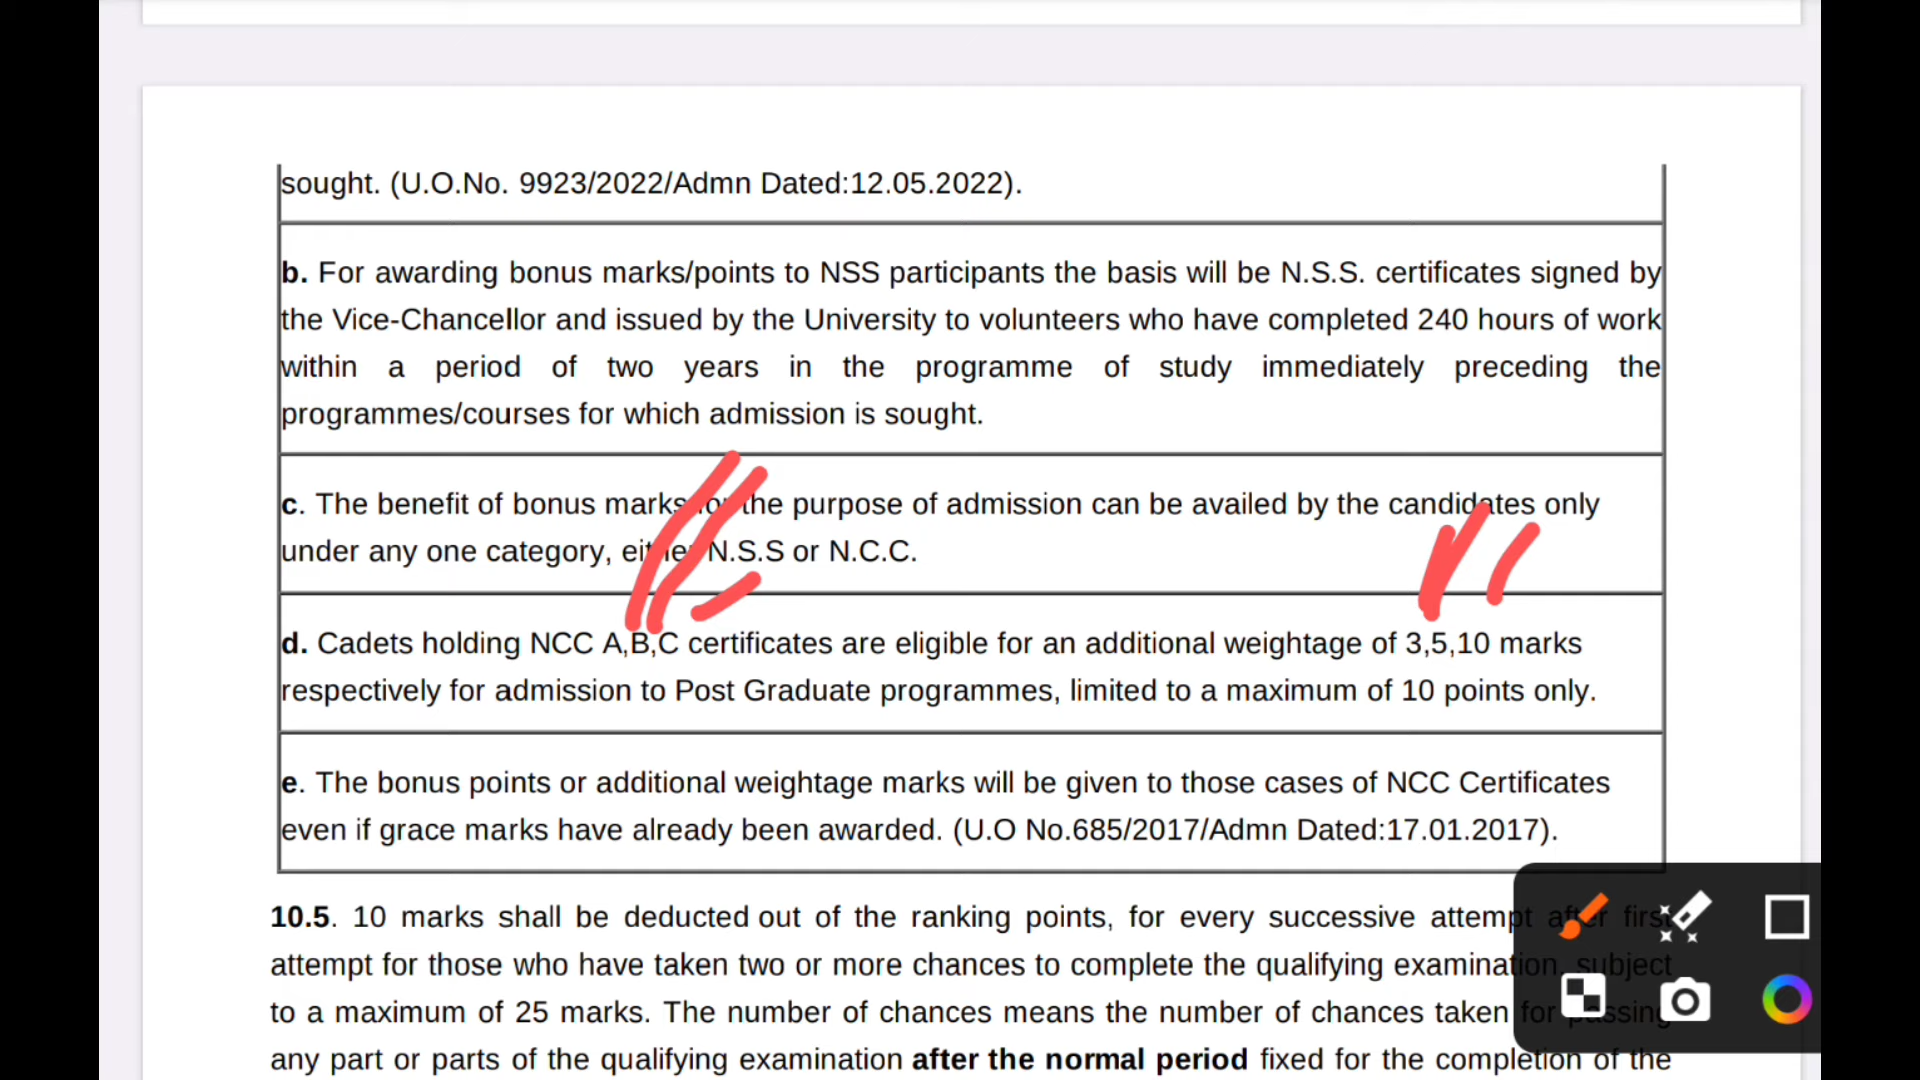 sought. (U.O.No. 9923/2022/Admn Dated:12.05.2022).
b. For awarding bonus marks/points to NSS participants the basis will be N.S.S. certificates signed by
the Vice-Chancellor and issued by the University to volunteers who have completed 240 hours of work
within a period of two years in the programme of study immediately preceding the
programmes/courses for which admission is sought.
c. The benefit of bonus marks for the purpose of admission can be availed by the candidates only
under any one category, either N.S.S or N.C.C.
d. Cadets holding NCC A,B,C certificates are eligible for an additional weightage of 3,5,10 marks
respectively for admission to Post Graduate programmes, limited to a maximum of 10 points only.
e. The bonus points or additional weightage marks will be given to those cases of NCC Certificates
even if grace marks have already been awarded. (U.O No.685/2017/Admn Dated:17.01.2017).
10.5. 10 marks shall be deducted out of the ranking points, for every successive attempt after first
attempt for those who have taken two or more chances to complete the qualifying examination, subject
to a maximum of 25 marks. The number of chances means the number of chances taken for passing
any part or parts of the qualifying examination after the normal period fixed for the completion of the